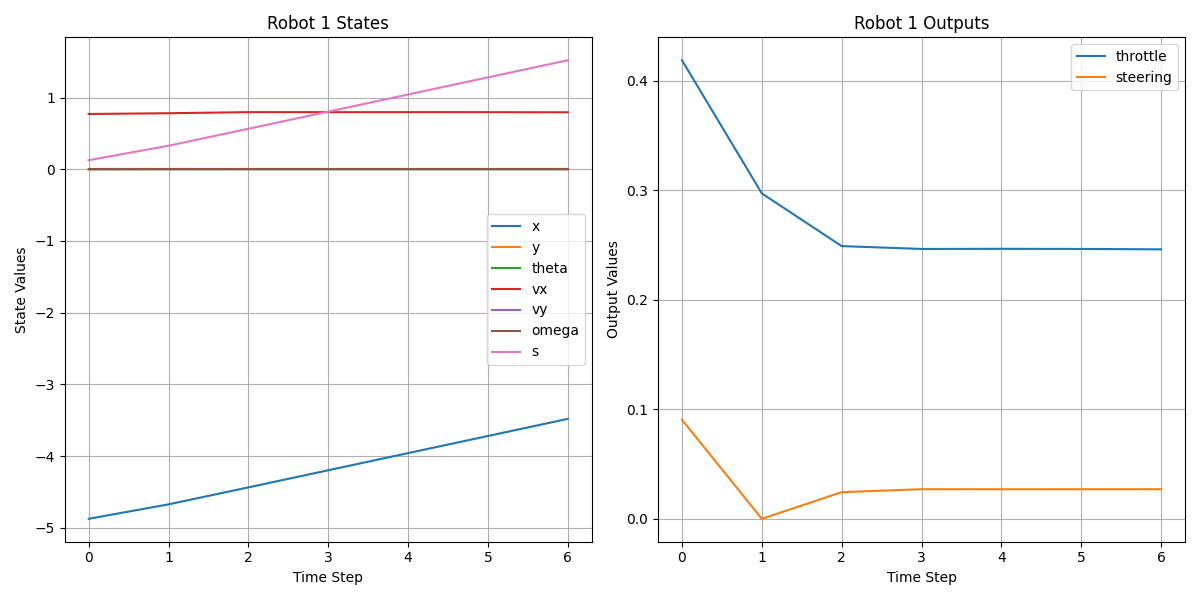 Robot 1 States
State Values
1
0
−1
−2
−3
−4
−5
x
y
theta
vx
vy
omega
s
0 1 2 3 4 5 6
Time Step
Robot 1 Outputs
Output Values
0.4
0.3
0.2
0.1
0.0
throttle
steering
0 1 2 3 4 5 6
Time Step